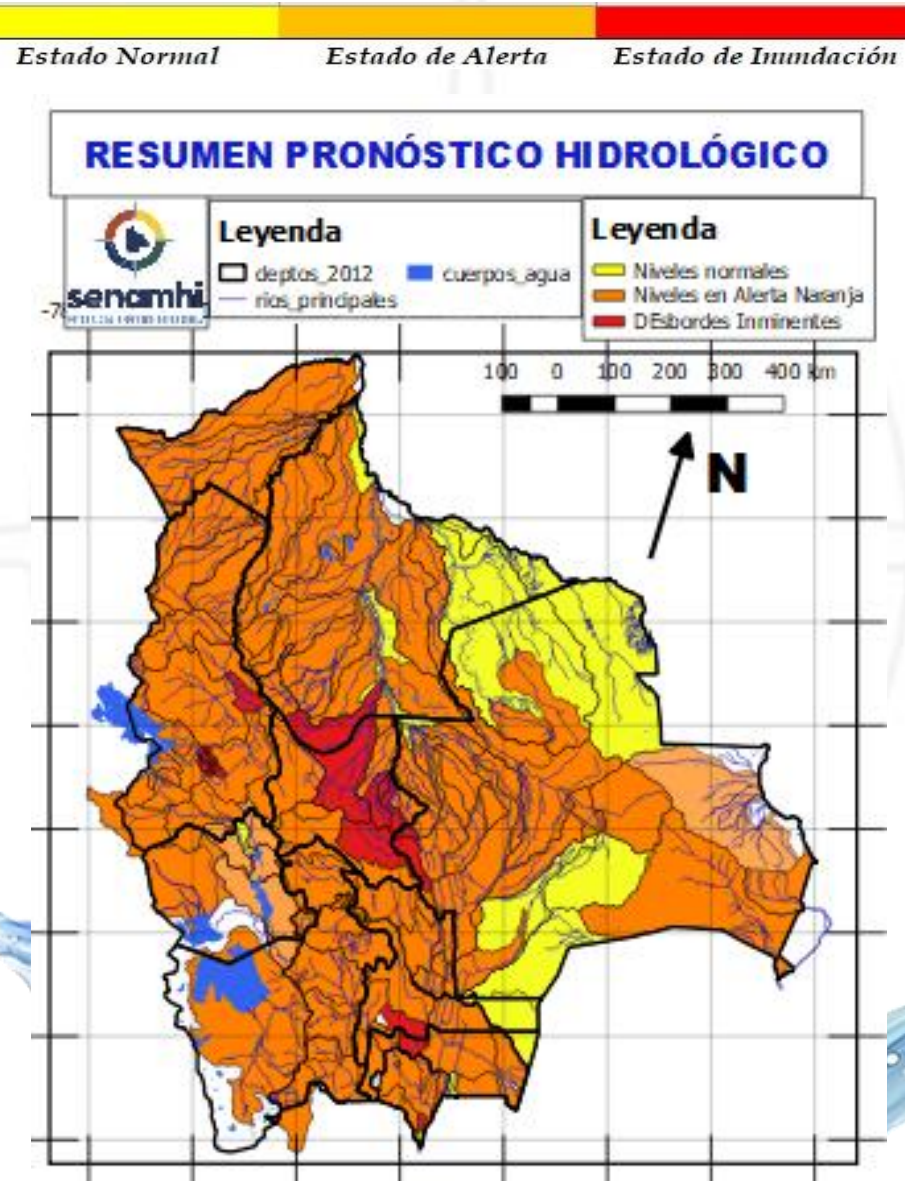 Estado Normal Estado de Alerta Estado de Inundación
RESUMEN PRONÓSTICO HIDROLÓGICO
senamhi
Leyenda
deptos_2012 cuerpos_agua
rios_principales
Leyenda
Niveles normales
Niveles en Alerta Naranja
DEsbordes Inminentes
100 0 100 200 300 400 km
N